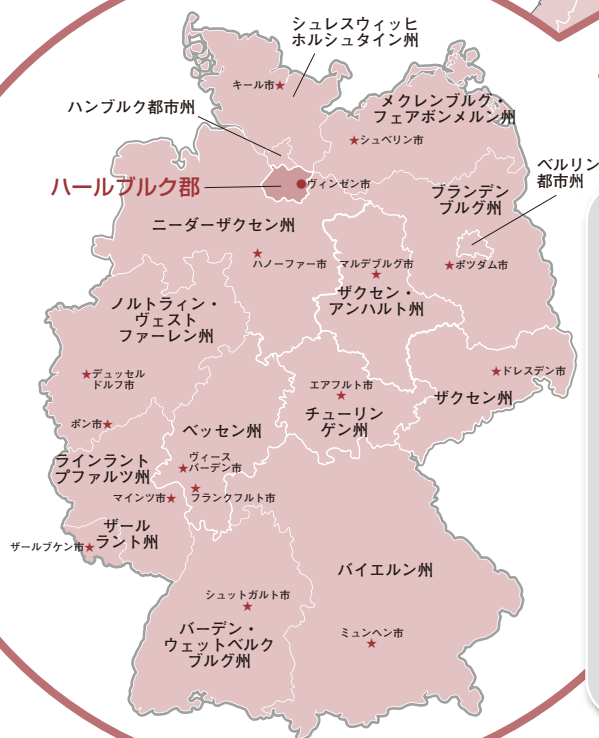 シュレスウィッヒ
ホルシュタイン州
キール市
ハンブルク都市州
メクレンブルク・
フェアポンメルン州
シュベリン市
ベルリン
都市州
ハールブルク郡
ヴィンゼン市
ブランデン
ブルグ州
ニーダーザクセン州
ハノーファー市
マルデブルグ市
ポツダム市
ザクセン・
アンハルト州
ノルトライン・
ヴェスト
ファーレン州
デュッセル
ドルフ市
エアフルト市
ドレスデン市
ザクセン州
チューリン
ゲン州
ボン市
ベッセン州
ラインラント
プファルツ州
ヴィース
バーデン市
マインツ市
フランクフルト市
ザール
ラント州
ザールブケン市
バイエルン州
シュットガルト市
バーデン・
ウェットベルク
ブルグ州
ミュンヘン市